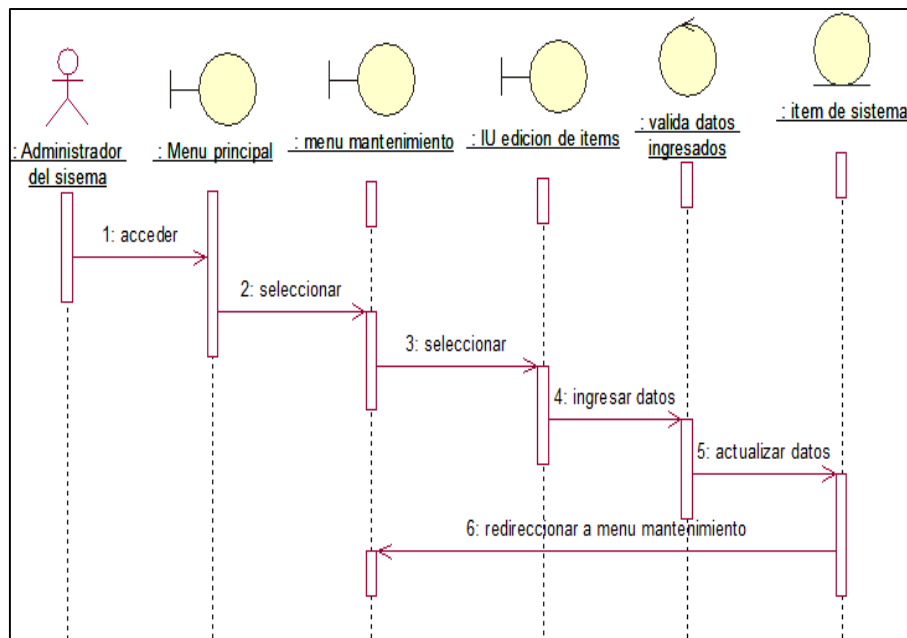 : Administrador
del sisema
: Menu principal
: menu mantenimiento
: IU edicion de items
: valida datos
ingresados
: item de sistema
1: acceder
2: seleccionar
3: seleccionar
4: ingresar datos
5: actualizar datos
6: redireccionar a menu mantenimiento